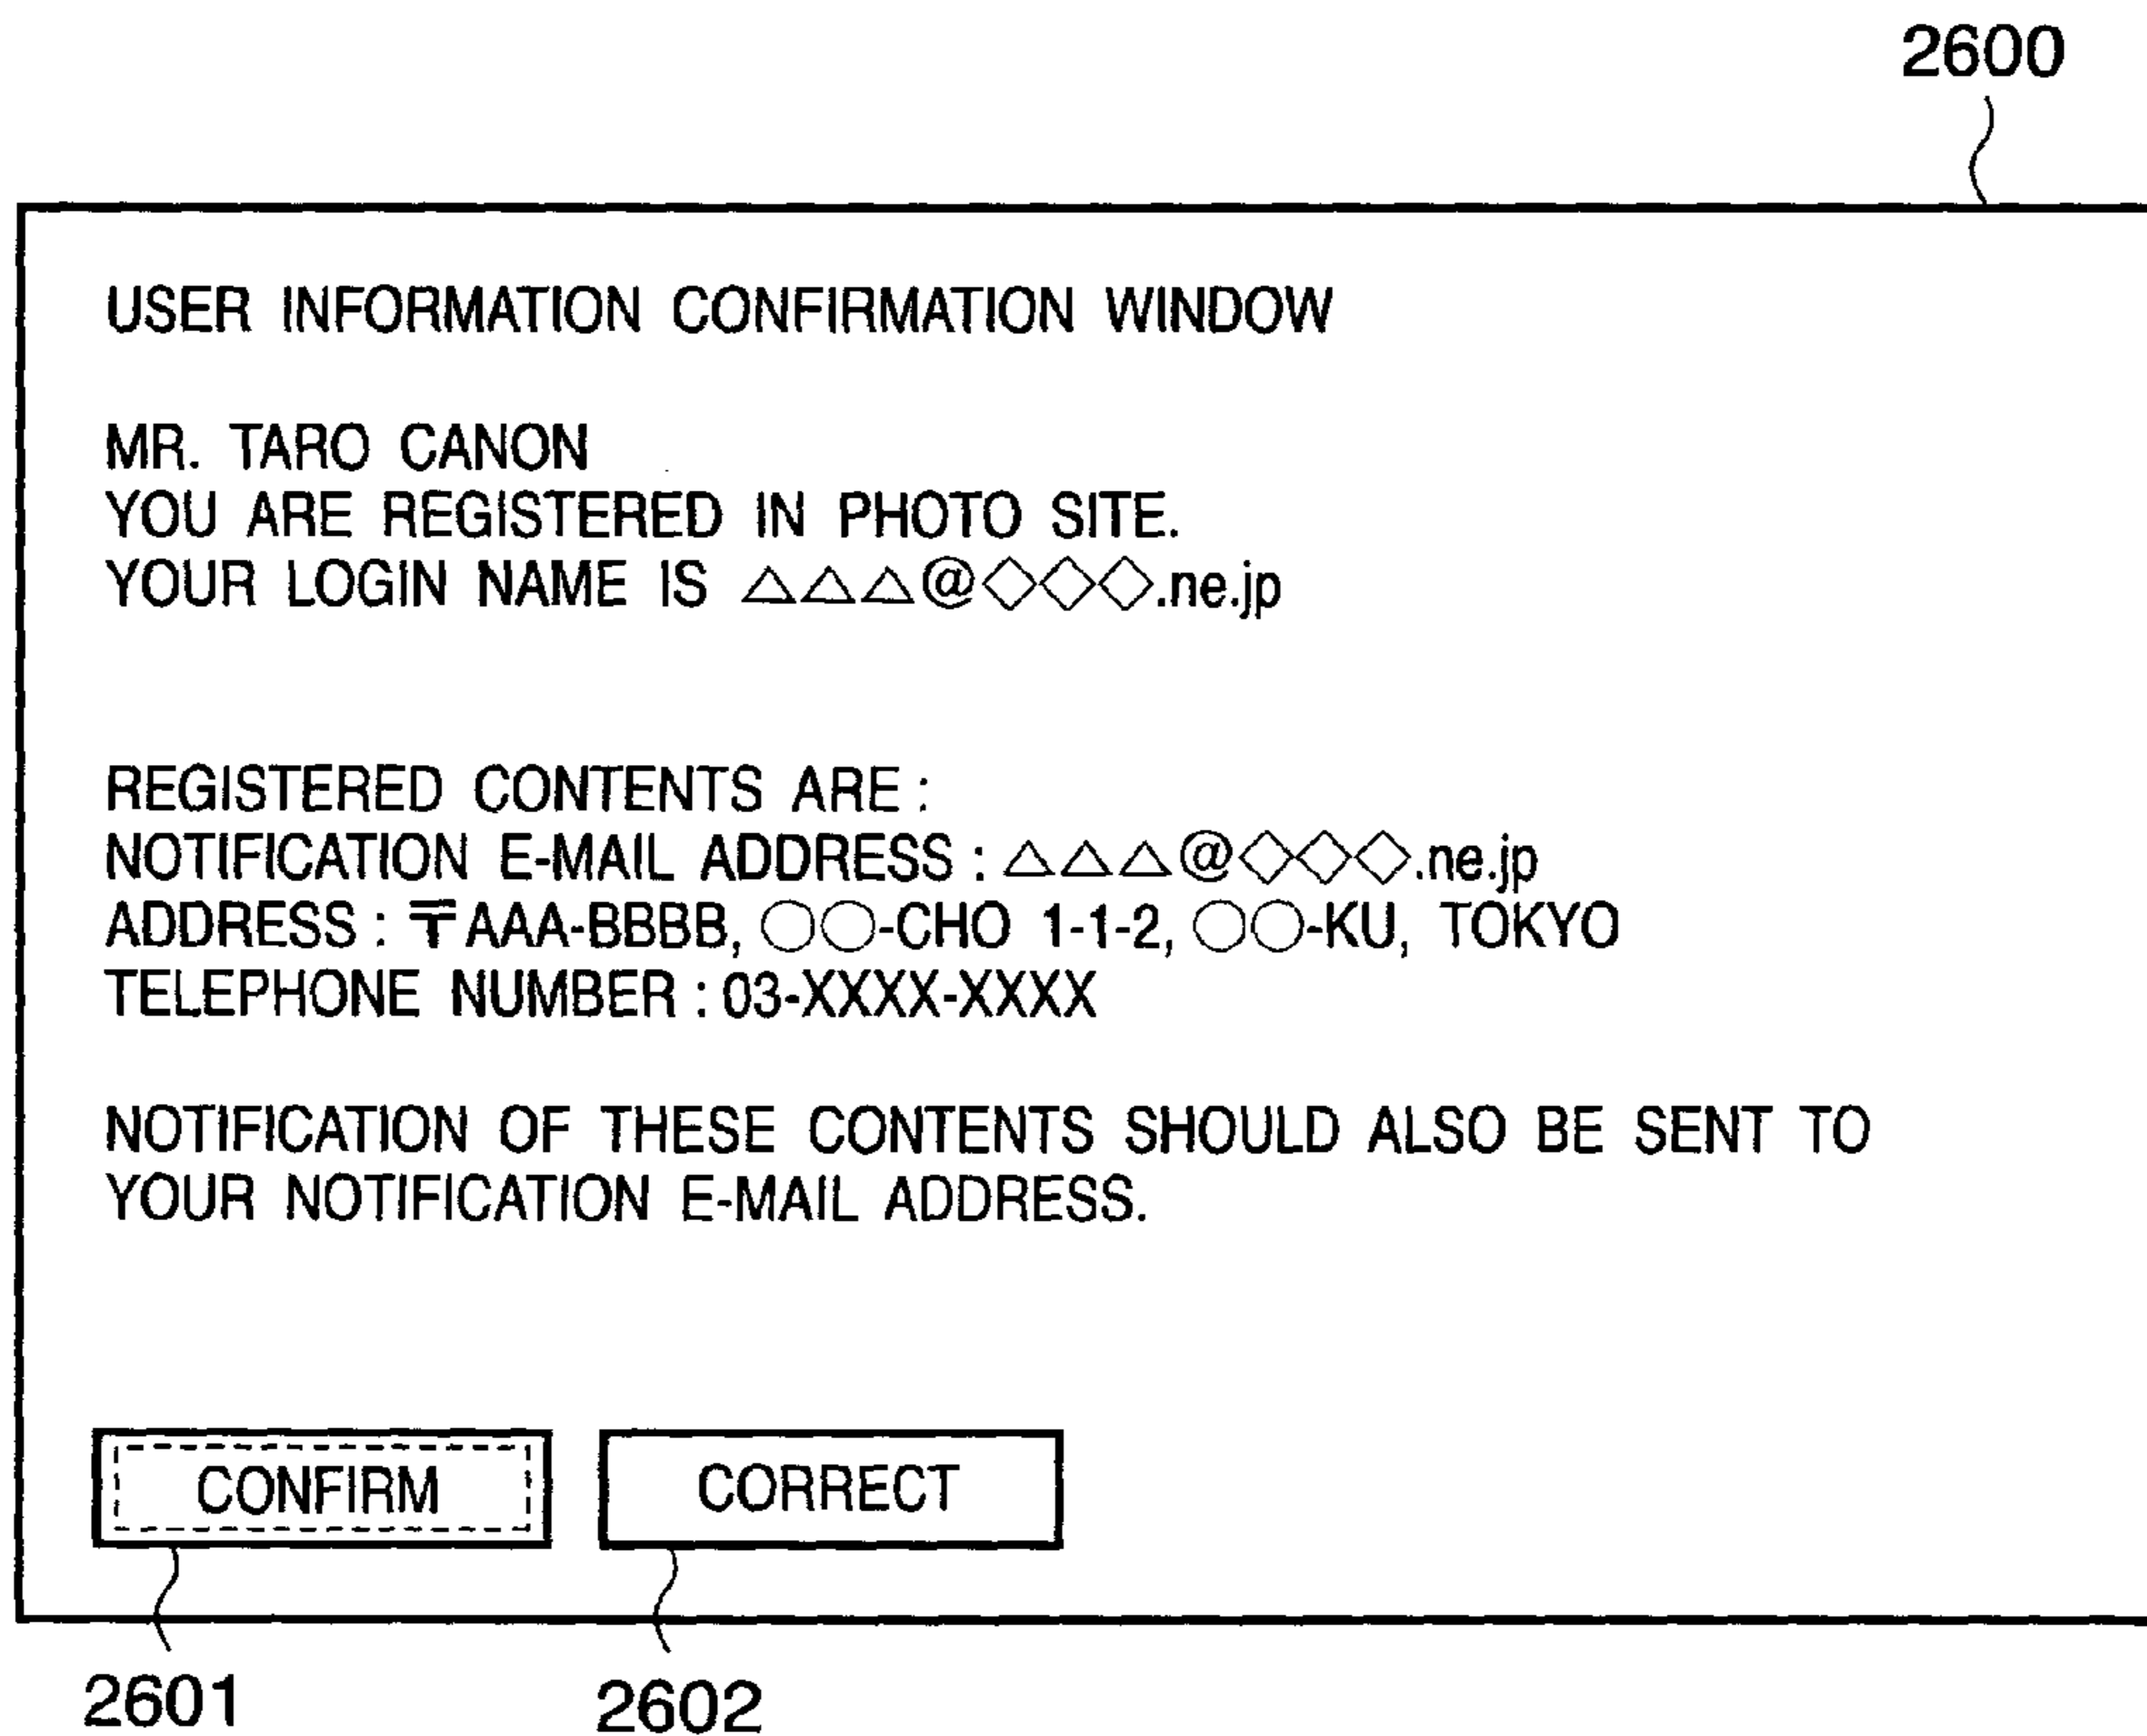 2600
USER INFORMATION CONFIRMATION WINDOW
MR. TARO CANON
YOU ARE REGISTERED IN PHOTO SITE.
YOUR LOGIN NAME IS △△△@◇◇◇.ne.jp
REGISTERED CONTENTS ARE :
NOTIFICATION E-MAIL ADDRESS : △△△@◇◇◇.ne.jp
ADDRESS : 〒AAA-BBBB, ○○-CHO 1-1-2, ○○-KU, TOKYO
TELEPHONE NUMBER : 03-XXXX-XXXX
NOTIFICATION OF THESE CONTENTS SHOULD ALSO BE SENT TO
YOUR NOTIFICATION E-MAIL ADDRESS.
CONFIRM CORRECT
2601 2602